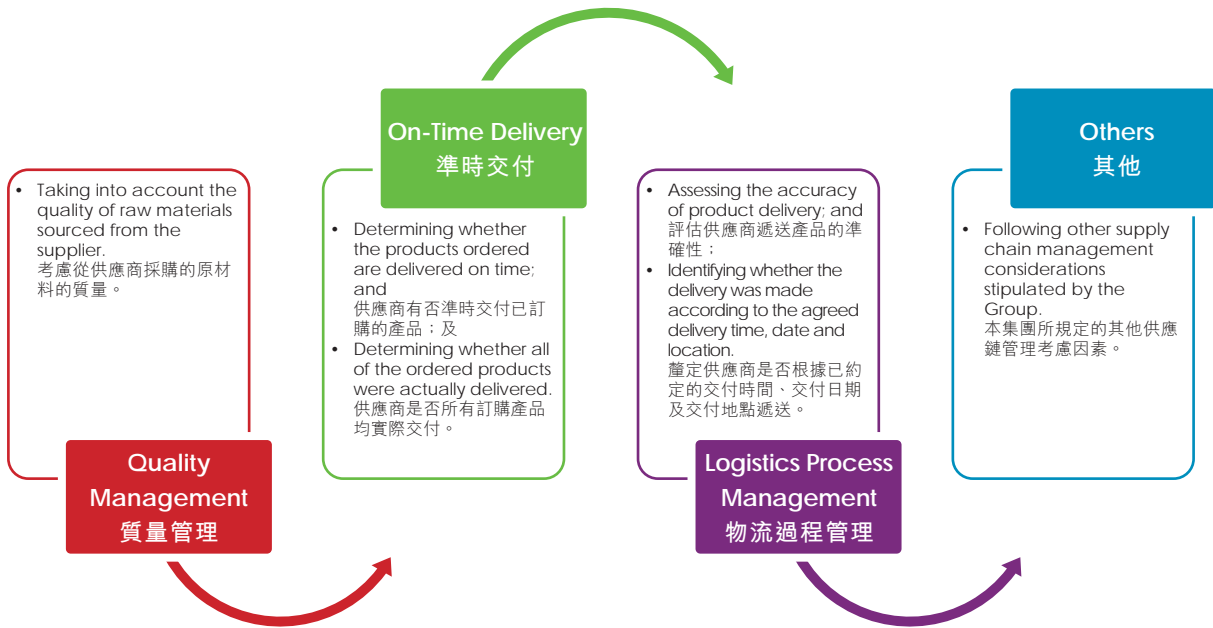 • Taking into account the
quality of raw materials
sourced from the
supplier.
考慮從供應商採購的原材
料的質量。
Quality
Management
質量管理
On-Time Delivery
準時交付
• Determining whether
the products ordered
are delivered on time;
and
供應商有否準時交付已訂
購的產品；及
• Determining whether all
of the ordered products
were actually delivered.
供應商是否所有訂購產品
均實際交付。
• Assessing the accuracy
of product delivery; and
評估供應商遞送產品的準
確性；
• Identifying whether the
delivery was made
according to the agreed
delivery time, date and
location.
釐定供應商是否根據已約
定的交付時間、交付日期
及交付地點遞送。
Logistics Process
Management
物流過程管理
Others
其他
• Following other supply
chain management
considerations
stipulated by the
Group.
本集團所規定的其他供應
鏈管理考慮因素。